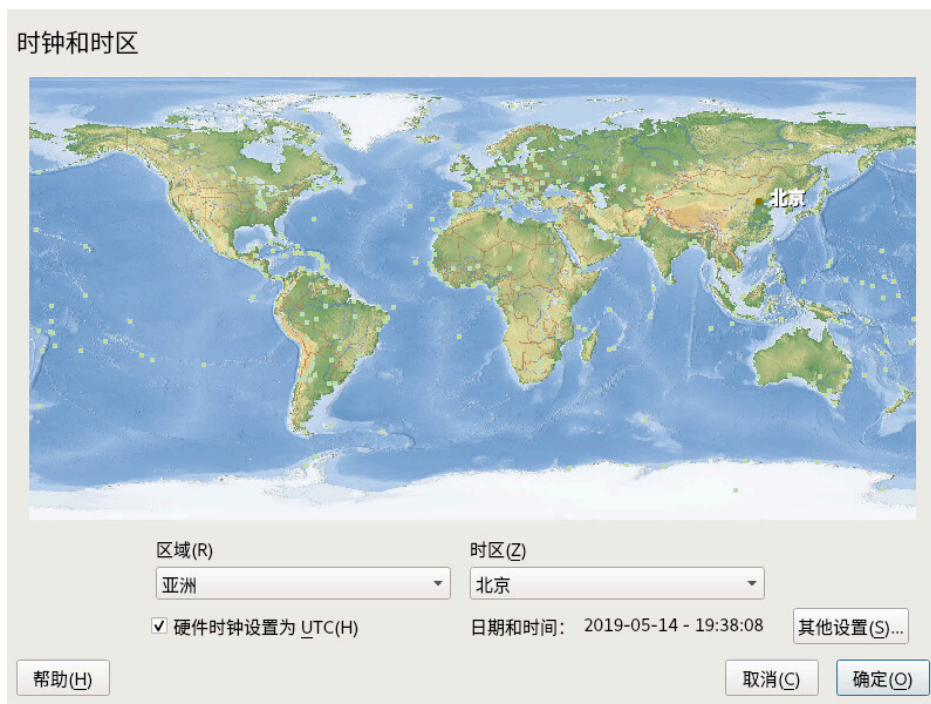 时钟和时区
北京
区域(R)
时区(Z)
亚洲
北京
硬件时钟设置为 UTC(H)
日期和时间： 2019-05-14 - 19:38:08
其他设置(S)...
帮助(H)
取消(C)
确定(O)